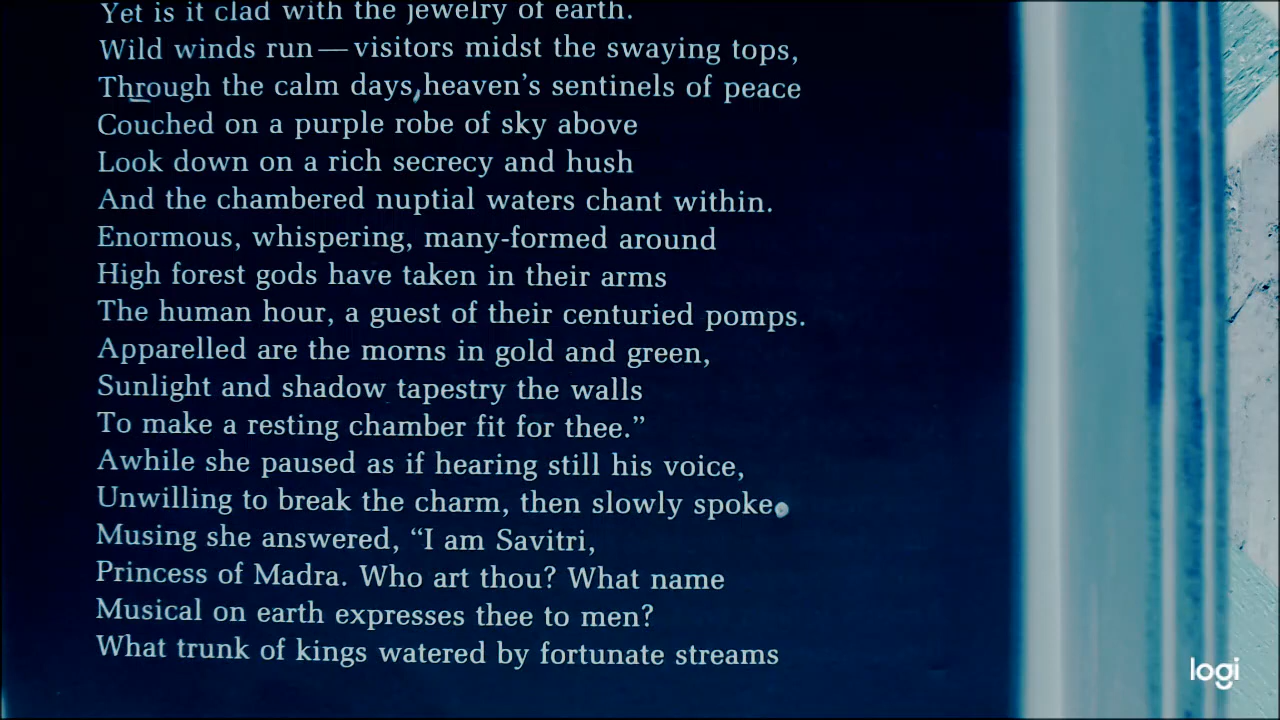 Yet is it clad with the jewelry of earth.
Wild winds run—visitors midst the swaying tops,
Through the calm days, heaven's sentinels of peace
Couched on a purple robe of sky above
Look down on a rich secrecy and hush
And the chambered nuptial waters chant within.
Enormous, whispering, many-formed around
High forest gods have taken in their arms
The human hour, a guest of their centuried pomps.
Apparelled are the morns in gold and green,
Sunlight and shadow tapestry the walls
To make a resting chamber fit for thee.”
Awhile she paused as if hearing still his voice,
Unwilling to break the charm, then slowly spoke.
Musing she answered, “I am Savitri,
Princess of Madra. Who art thou? What name
Musical on earth expresses thee to men?
What trunk of kings watered by fortunate streams
logi